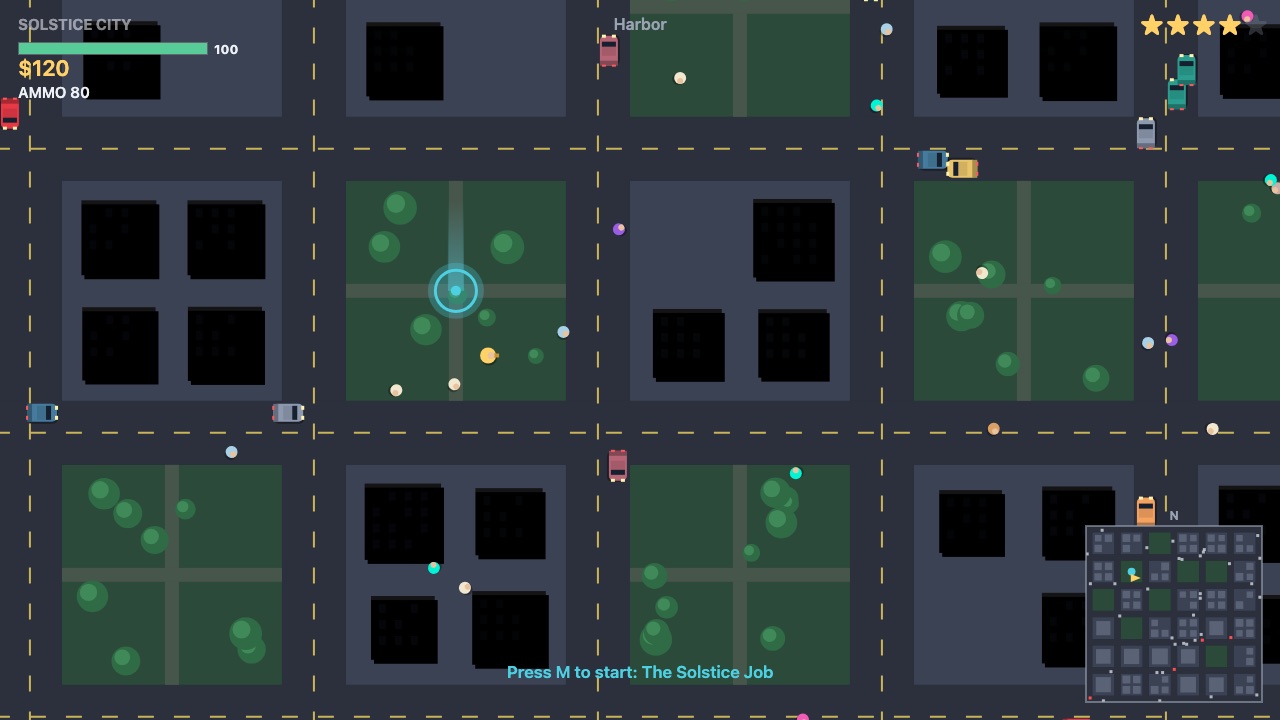 SOLSTICE CITY
Harbor
100
$120
AMMO 80
N
Press M to start: The Solstice Job